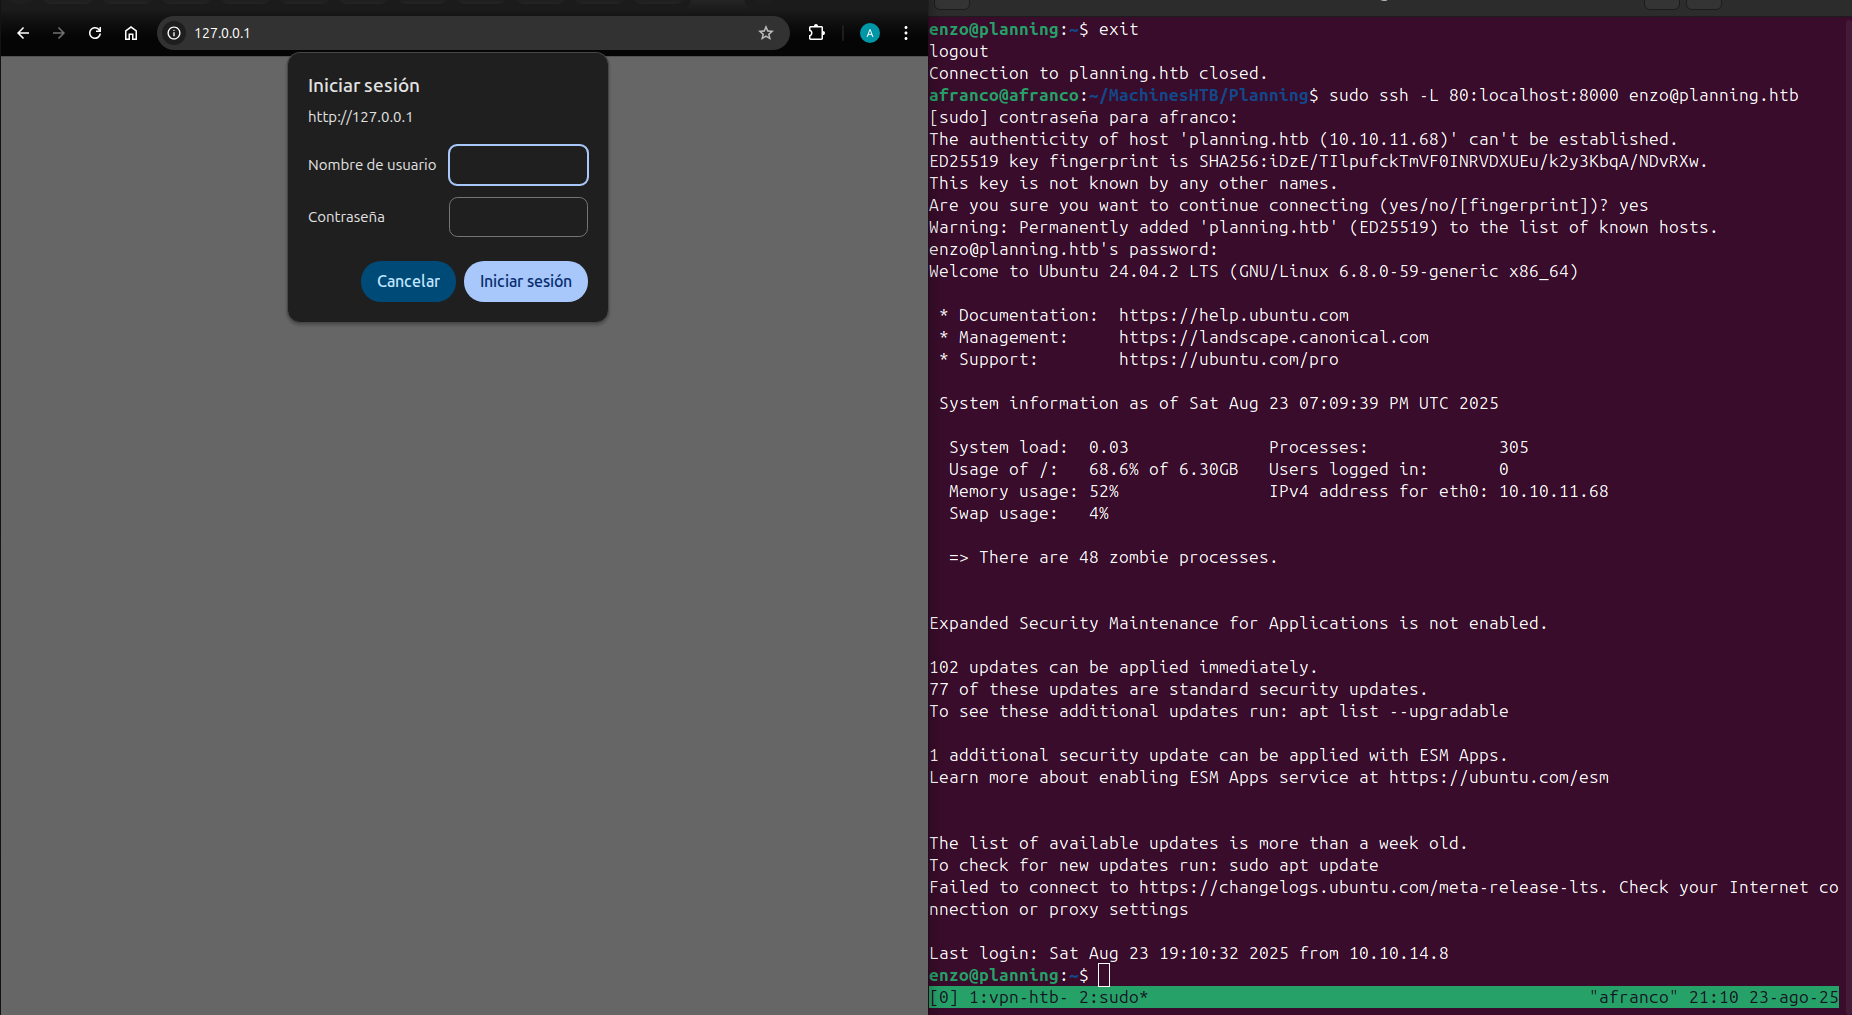 127.0.0.1
A
Iniciar sesión
http://127.0.0.1
Nombre de usuario
Contraseña
Cancelar
Iniciar sesión
enzo@planning:~$ exit
logout
Connection to planning.htb closed.
afranco@afranco:~/MachinesHTB/Planning$ sudo ssh -L 80:localhost:8000 enzo@planning.htb
[sudo] contraseña para afranco:
The authenticity of host 'planning.htb (10.10.11.68)' can't be established.
ED25519 key fingerprint is SHA256:iDzE/TIlpufckTmVF0INRVDXUEu/k2y3KbqA/NDvRXw.
This key is not known by any other names.
Are you sure you want to continue connecting (yes/no/[fingerprint])? yes
Warning: Permanently added 'planning.htb' (ED25519) to the list of known hosts.
enzo@planning.htb's password:
Welcome to Ubuntu 24.04.2 LTS (GNU/Linux 6.8.0-59-generic x86_64)
* Documentation:  https://help.ubuntu.com
* Management:     https://landscape.canonical.com
* Support:        https://ubuntu.com/pro
System information as of Sat Aug 23 07:09:39 PM UTC 2025
System load:  0.03              Processes:             305
Usage of /:   68.6% of 6.30GB   Users logged in:       0
Memory usage: 52%               IPv4 address for eth0: 10.10.11.68
Swap usage:   4%
=> There are 48 zombie processes.
Expanded Security Maintenance for Applications is not enabled.
102 updates can be applied immediately.
77 of these updates are standard security updates.
To see these additional updates run: apt list --upgradable
1 additional security update can be applied with ESM Apps.
Learn more about enabling ESM Apps service at https://ubuntu.com/esm
The list of available updates is more than a week old.
To check for new updates run: sudo apt update
Failed to connect to https://changelogs.ubuntu.com/meta-release-lts. Check your Internet co
nnection or proxy settings
Last login: Sat Aug 23 19:10:32 2025 from 10.10.14.8
enzo@planning:~$
[0] 1:vpn-htb- 2:sudo* "afranco" 21:10 23-ago-25